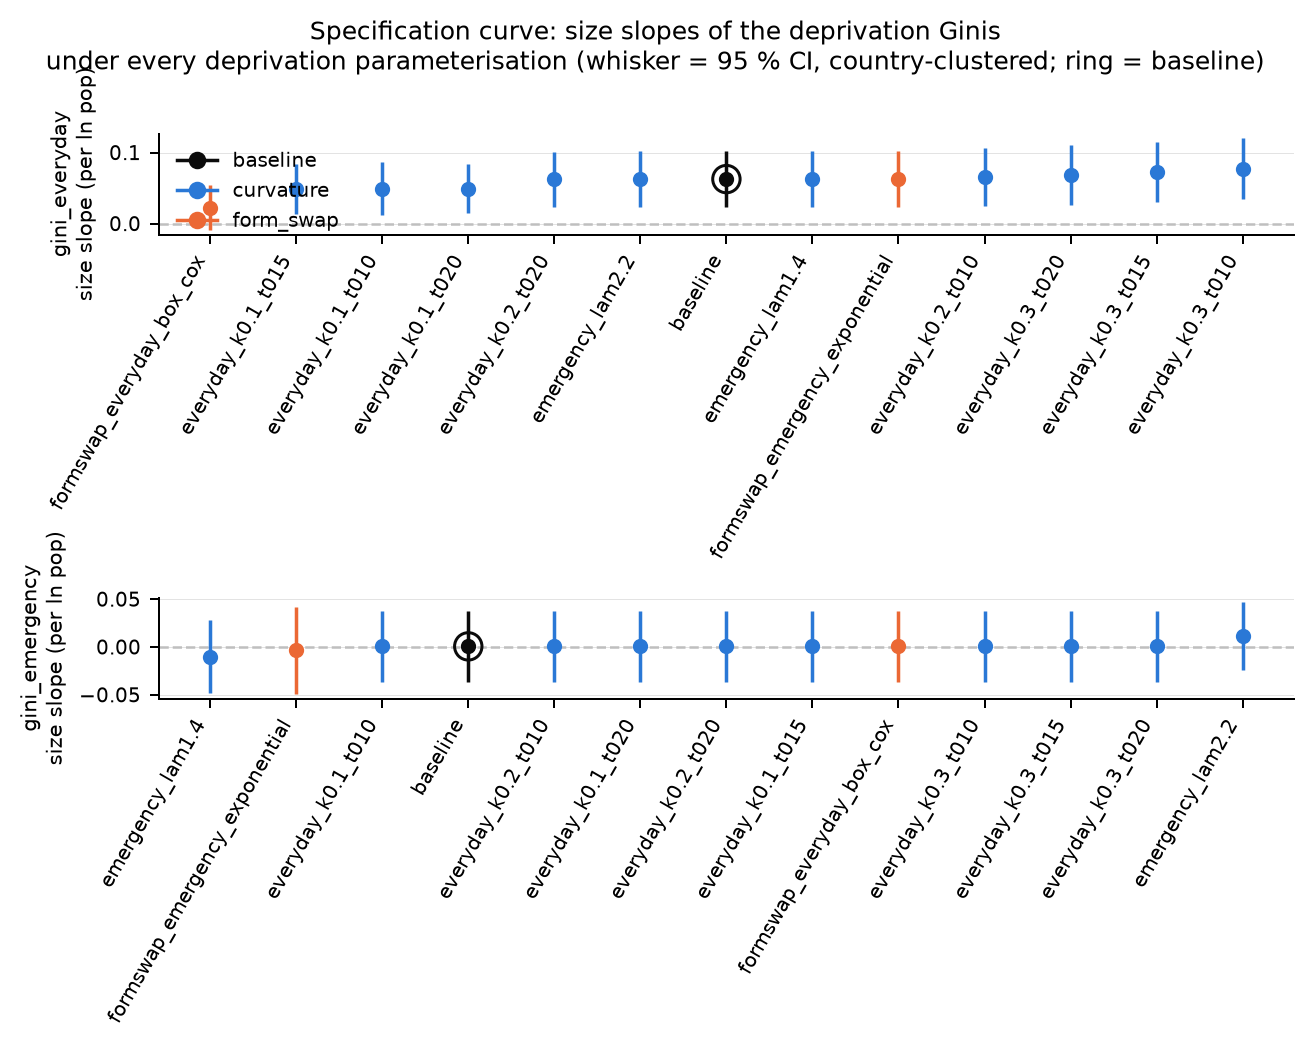 Specification curve: size slopes of the deprivation Ginis
under every deprivation parameterisation (whisker = 95 % CI, country-clustered; ring = baseline)
gini_everyday
size slope (per ln pop)
0.1
0.0
baseline
curvature
form_swap
formswap_everyday_box_cox
everyday_k0.1_t015
everyday_k0.1_t010
everyday_k0.1_t020
everyday_k0.2_t020
emergency_lam2.2
baseline
emergency_lam1.4
formswap_emergency_exponential
everyday_k0.2_t010
everyday_k0.3_t020
everyday_k0.3_t015
everyday_k0.3_t010
gini_emergency
size slope (per ln pop)
0.05
0.00
−0.05
emergency_lam1.4
formswap_emergency_exponential
everyday_k0.1_t010
baseline
everyday_k0.2_t010
everyday_k0.1_t020
everyday_k0.2_t020
everyday_k0.1_t015
formswap_everyday_box_cox
everyday_k0.3_t010
everyday_k0.3_t015
everyday_k0.3_t020
emergency_lam2.2